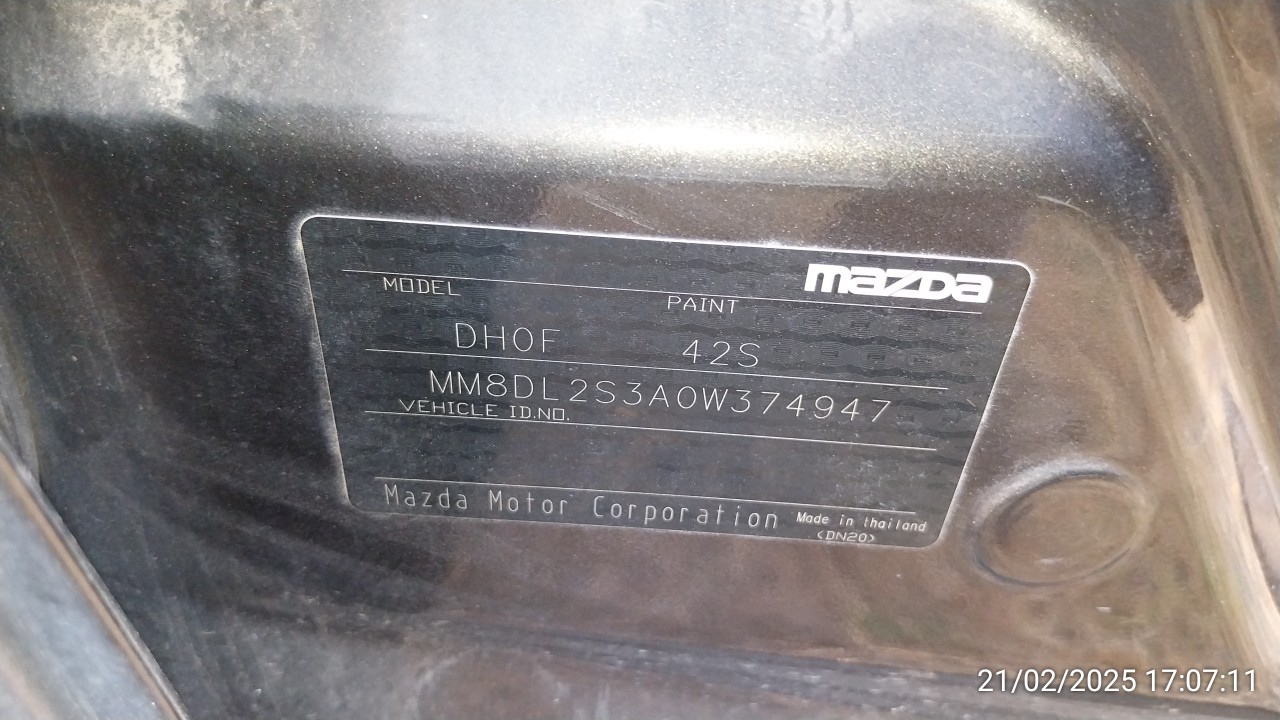 mazda
MODEL PAINT
DH0F 42S
MM8DL2S3A0W374947
VEHICLE ID.NO.
Mazda Motor Corporation Made in thailand
(DN20)
21/02/2025 17:07:11